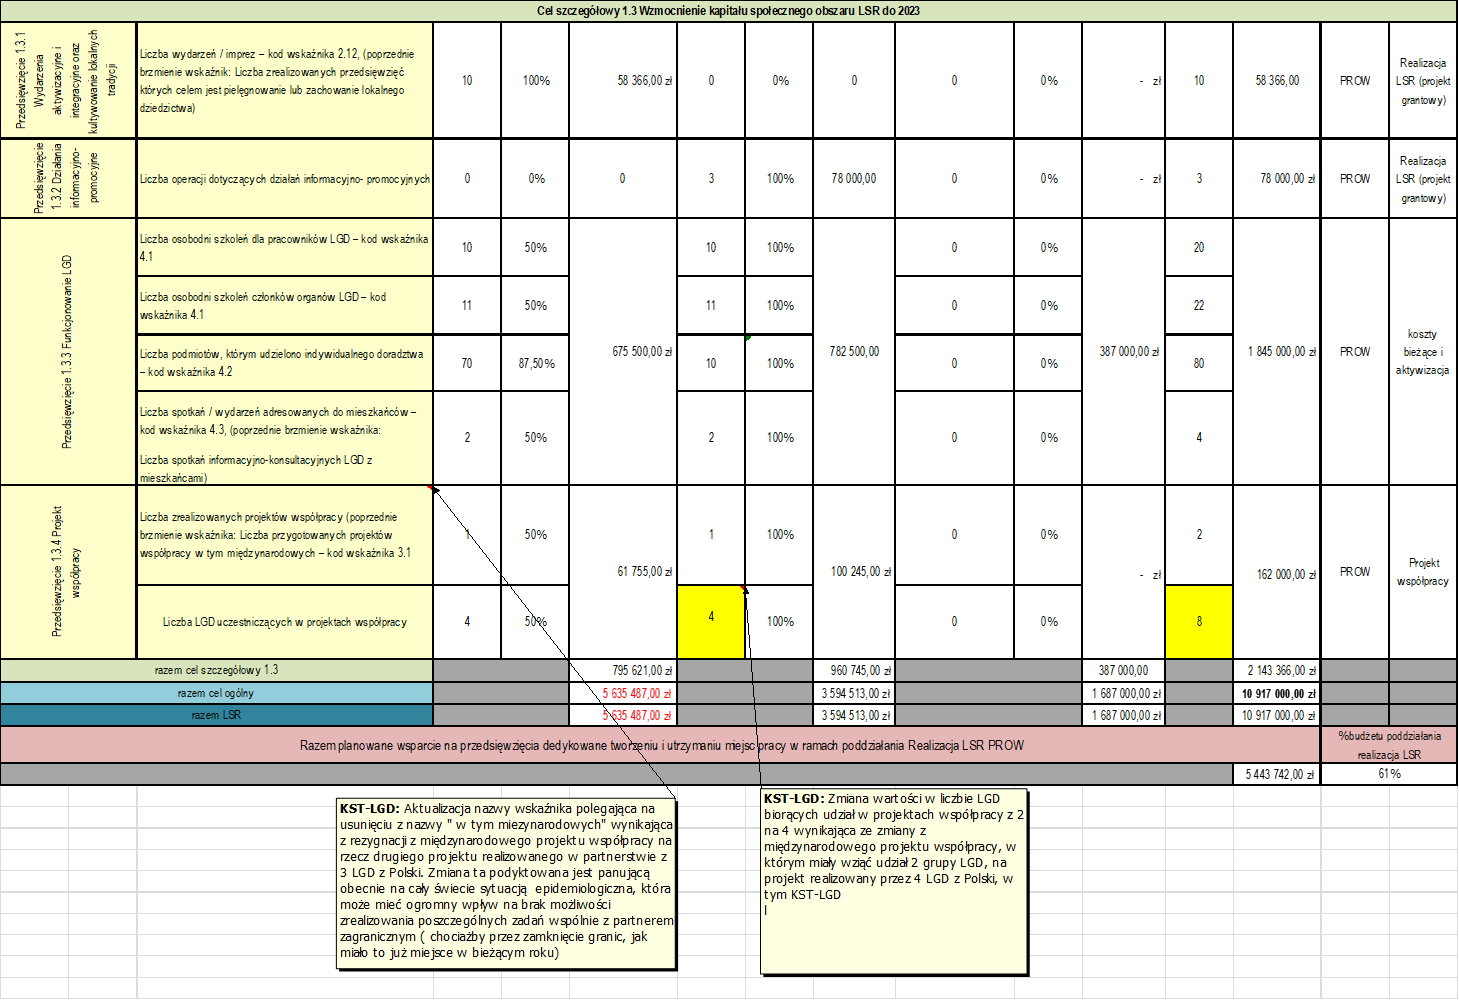 Cel szczegółowy 1.3 Wzmocnienie kapitału społecznego obszaru LSR do 2023
Przedsięwzięcie 1.3.1
Wydarzenia
aktywizacyjne i
integracyjne oraz
kultywowanie lokalnych
tradycji
Liczba wydarzeń / imprez – kod wskaźnika 2.12, (poprzednie
brzmienie wskaźnik: Liczba zrealizowanych przedsięwzięć
których celem jest pielęgnowanie lub zachowanie lokalnego
dziedzictwa)
10 100% 58 366,00 zł 0 0% 0 0 0% - zł 10 58 366,00 PROW
Realizacja
LSR (projekt
grantowy)
Przedsięwzięcie
1.3.2 Działania
informacyjno-
promocyjne
Liczba operacji dotyczących działań informacyjno- promocyjnych
0 0% 0 3 100% 78 000,00 0 0% - zł 3 78 000,00 zł PROW
Realizacja
LSR (projekt
grantowy)
Przedsięwzięcie 1.3.3 Funkcjonowanie LGD
Liczba osobodni szkoleń dla pracowników LGD – kod wskaźnika
4.1
10 50% 10 100% 0 0% 20
Liczba osobodni szkoleń członków organów LGD – kod
wskaźnika 4.1
11 50% 11 100% 0 0% 22
675 500,00 zł 782 500,00 387 000,00 zł 1 845 000,00 zł PROW
koszty
bieżące i
aktywizacja
Liczba podmiotów, którym udzielono indywidualnego doradztwa
– kod wskaźnika 4.2
70 87,50% 10 100% 0 0% 80
Liczba spotkań / wydarzeń adresowanych do mieszkańców –
kod wskaźnika 4.3, (poprzednie brzmienie wskaźnika:
Liczba spotkań informacyjno-konsultacyjnych LGD z
mieszkańcami)
2 50% 2 100% 0 0% 4
Przedsięwzięcie 1.3.4 Projekt
współpracy
Liczba zrealizowanych projektów współpracy (poprzednie
brzmienie wskaźnika: Liczba przygotowanych projektów
współpracy w tym międzynarodowych – kod wskaźnika 3.1
1 50% 1 100% 0 0% 2
61 755,00 zł 100 245,00 zł - zł 162 000,00 zł PROW
Projekt
współpracy
Liczba LGD uczestniczących w projektach współpracy
4 50% 4 100% 0 0% 8
razem cel szczegółowy 1.3 795 621,00 zł 960 745,00 zł 387 000,00 2 143 366,00 zł
razem cel ogólny 5 635 487,00 zł 3 594 513,00 zł 1 687 000,00 zł 10 917 000,00 zł
razem LSR 5 635 487,00 zł 3 594 513,00 zł 1 687 000,00 zł 10 917 000,00 zł
Razem planowane wsparcie na przedsięwzięcia dedykowane tworzeniu i utrzymaniu miejsc pracy w ramach poddziałania Realizacja LSR PROW
%budżetu poddziałania
realizacja LSR
5 443 742,00 zł 61%
KST-LGD: Aktualizacja nazwy wskaźnika polegająca na
usunięciu z nazwy " w tym miezynarodowych" wynikająca
z rezygnacji z międzynarodowego projektu współpracy na
rzecz drugiego projektu realizowanego w partnerstwie z
3 LGD z Polski. Zmiana ta podyktowana jest panującą
obecnie na cały świecie sytuacją epidemiologiczna, która
może mieć ogromny wpływ na brak możliwości
zrealizowania poszczególnych zadań wspólnie z partnerem
zagranicznym ( chociażby przez zamknięcie granic, jak
miało to już miejsce w bieżącym roku)
KST-LGD: Zmiana wartości w liczbie LGD
biorących udział w projektach współpracy z 2
na 4 wynikająca ze zmiany z
międzynarodowego projektu współpracy, w
którym miały wziąć udział 2 grupy LGD, na
projekt realizowany przez 4 LGD z Polski, w
tym KST-LGD
l